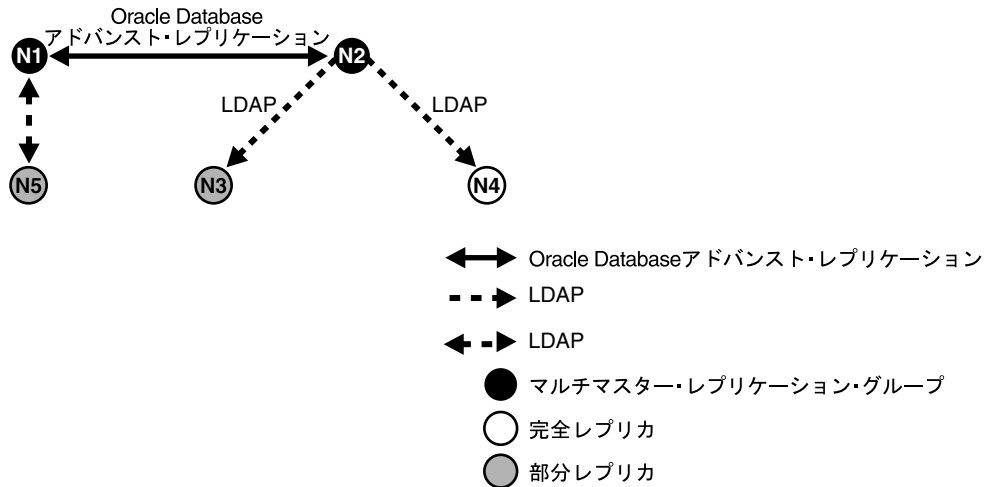 Oracle Database
アドバンスト・レプリケーション
N1
N2
LDAP
LDAP
N5
N3
N4
Oracle Databaseアドバンスト・レプリケーション
LDAP
LDAP
マルチマスター・レプリケーション・グループ
完全レプリカ
部分レプリカ